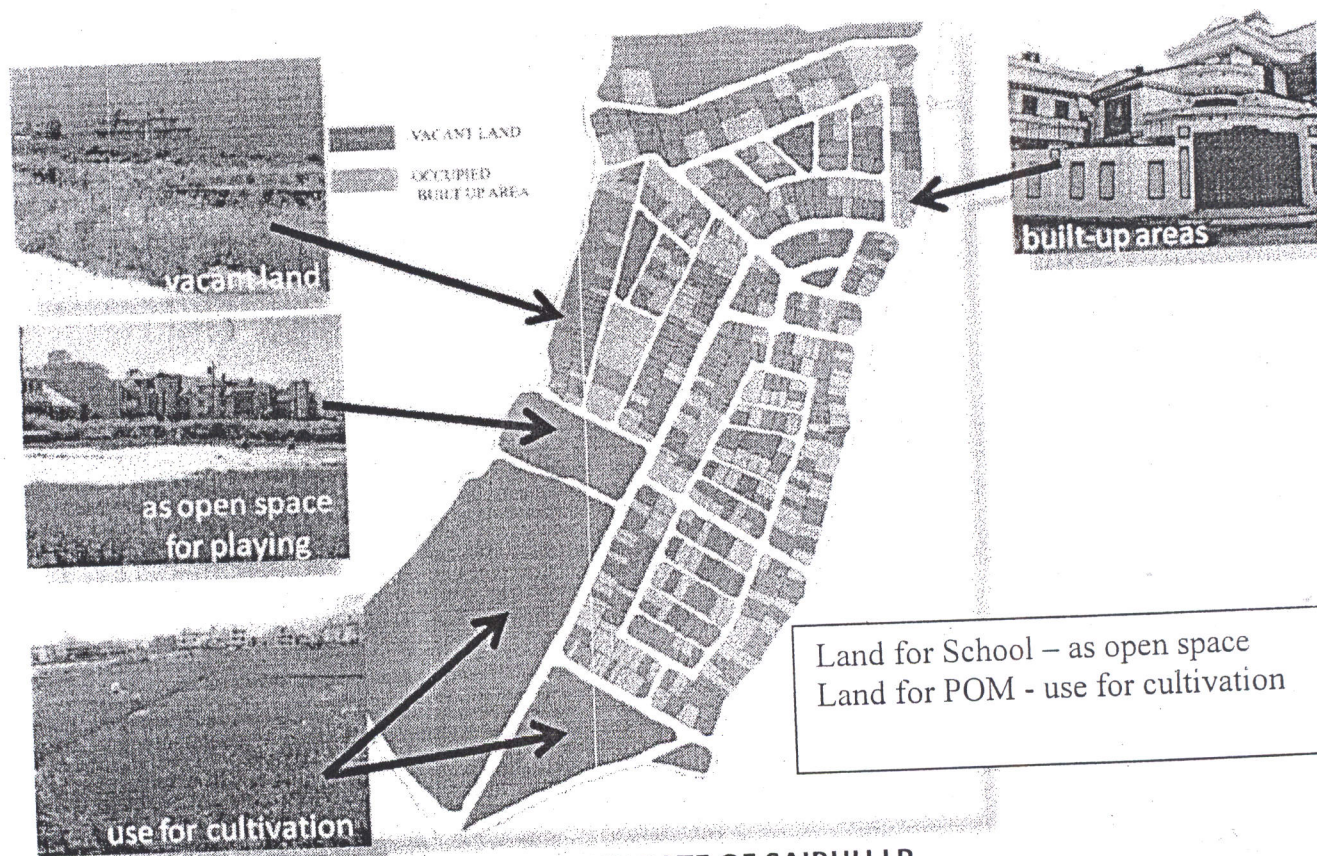 VACANT LAND
OCCUPIED
BUILT UP AREA
vacant land
built-up areas
as open space
for playing
use for cultivation
Land for School – as open space
Land for POM - use for cultivation